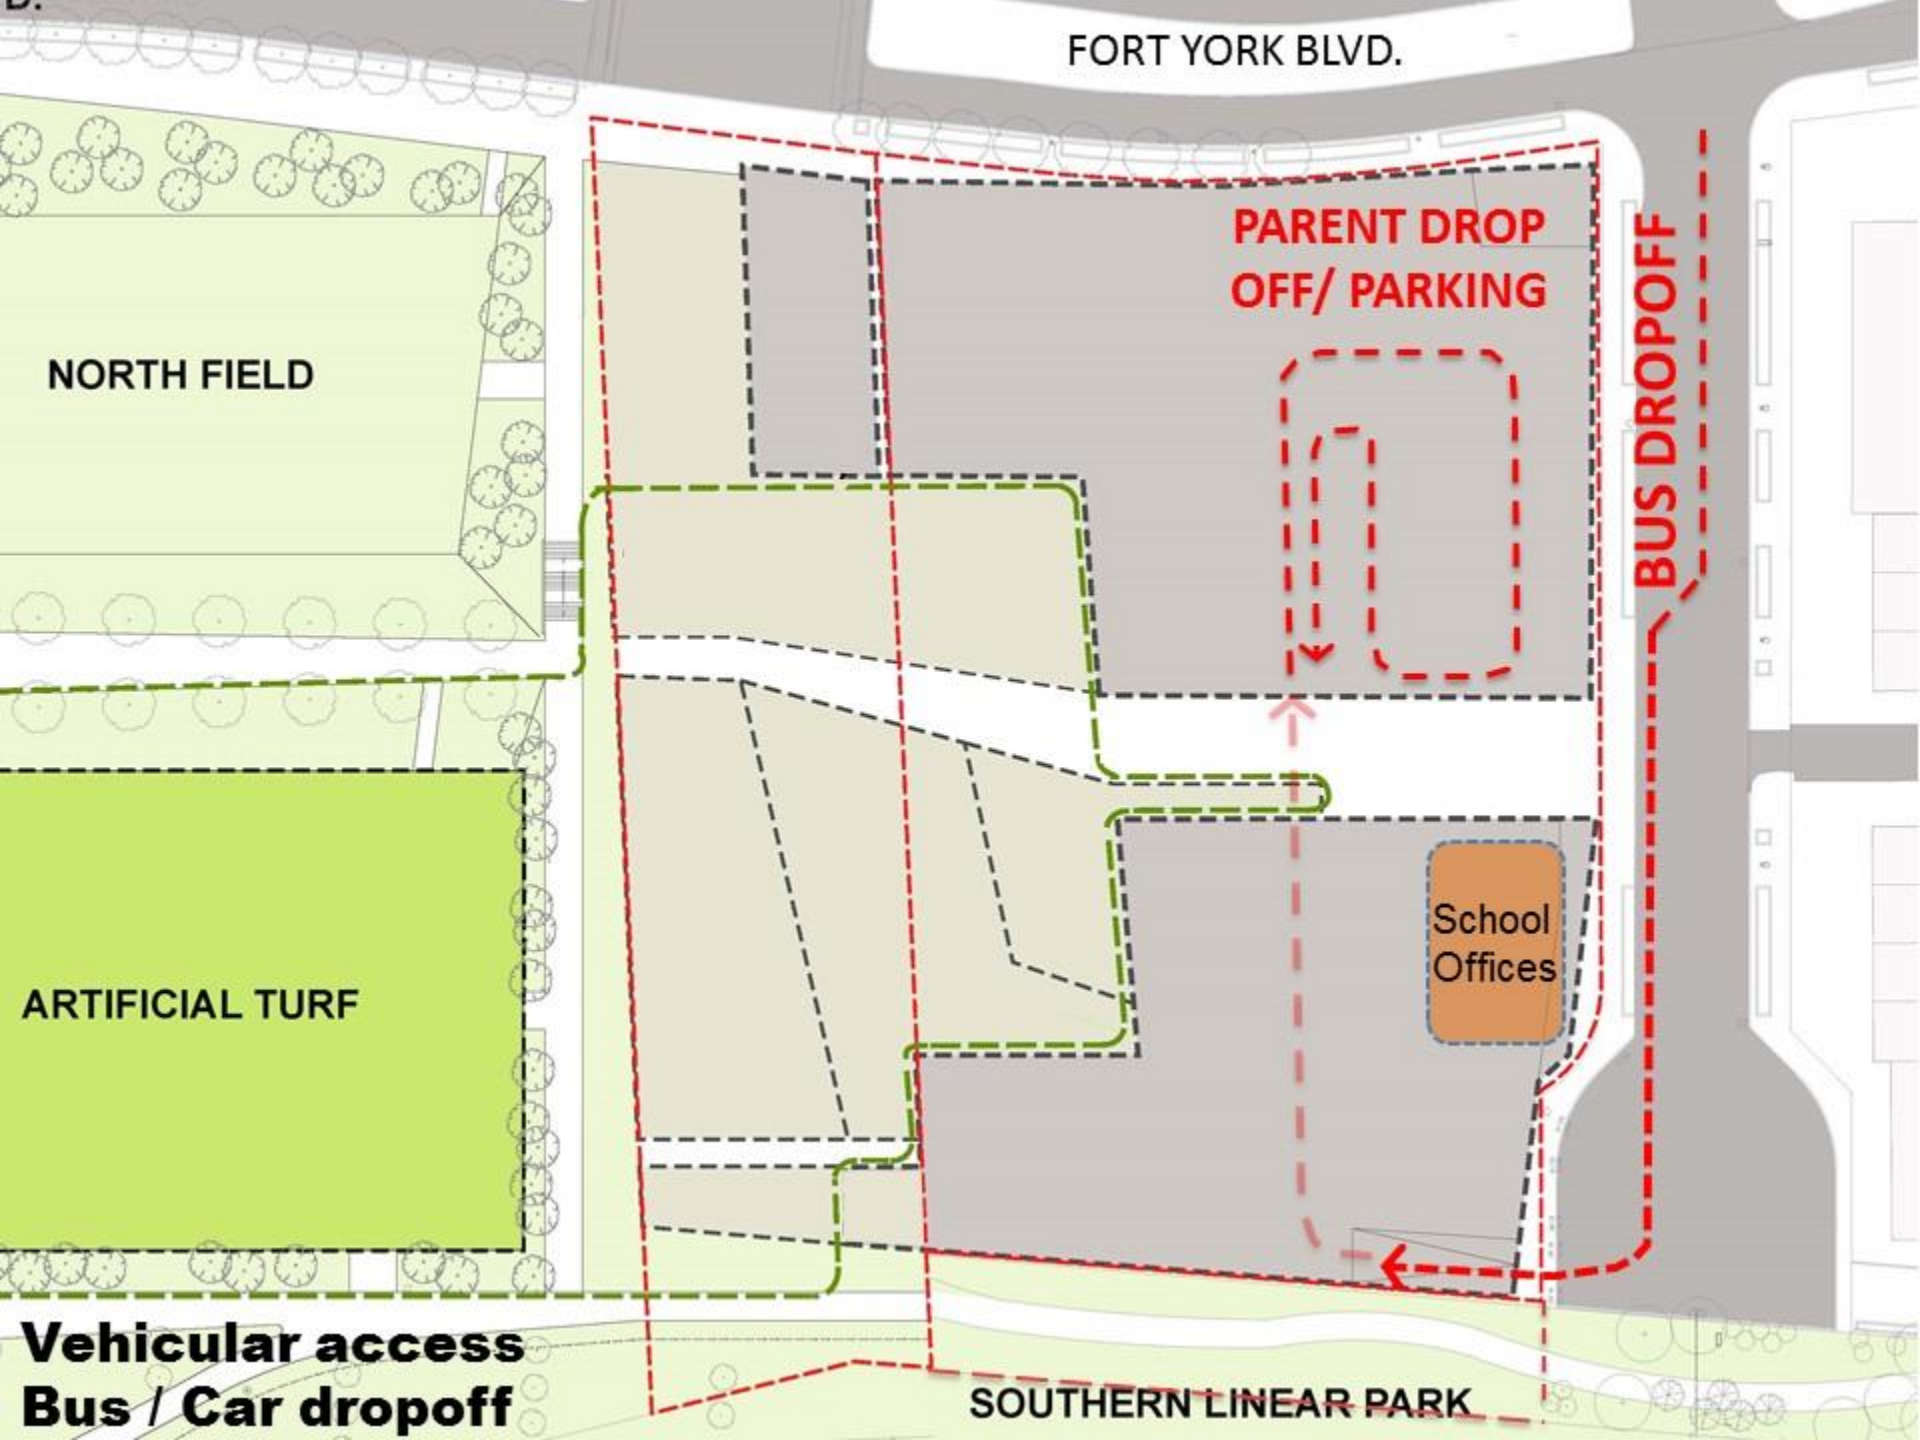 D.
FORT YORK BLVD.
PARENT DROP
OFF/ PARKING
BUS DROPOFF
NORTH FIELD
School
Offices
ARTIFICIAL TURF
Vehicular access
Bus / Car dropoff
SOUTHERN LINEAR PARK